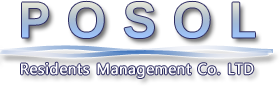 POSOL
Residents Management Co. LTD